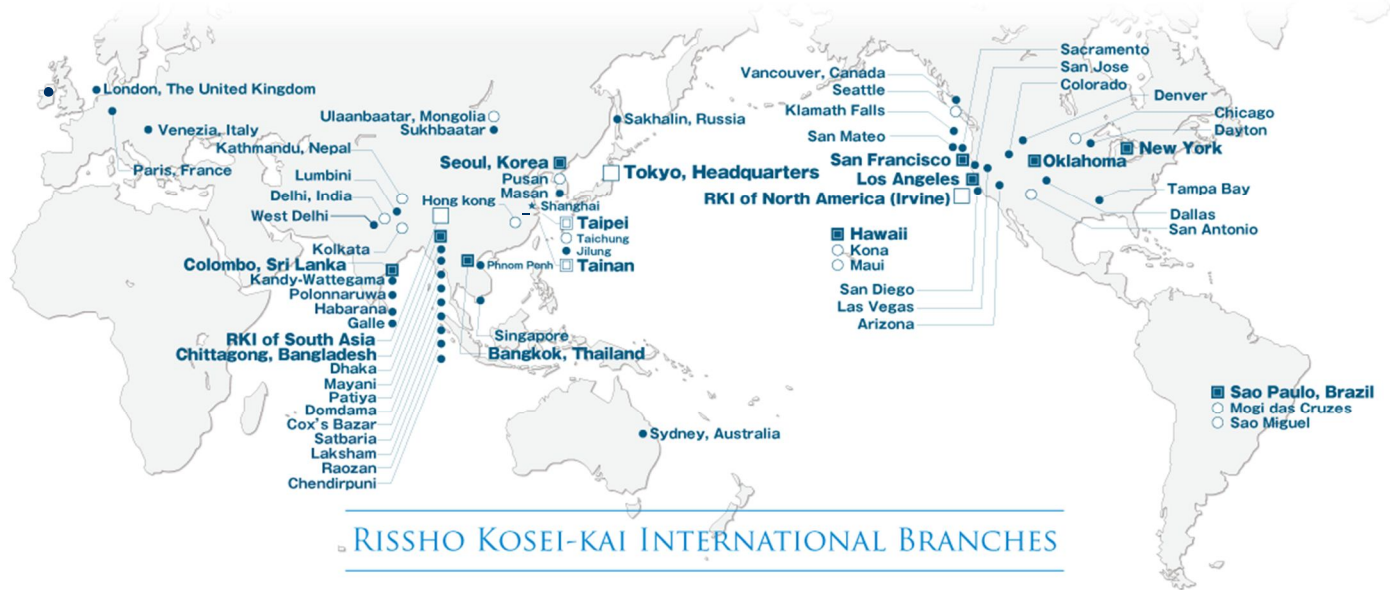 London, The United Kingdom
Venezia, Italy
Paris, France
Ulaanbaatar, Mongolia
Sukhbaatar
Kathmandu, Nepal
Lumbini
Delhi, India
West Delhi
Kolkata
Colombo, Sri Lanka
Kandy-Wattegama
Polonnaruwa
Habarana
Galle
RKI of South Asia
Chittagong, Bangladesh
Dhaka
Mayani
Patiya
Domdama
Cox's Bazar
Satbaria
Laksham
Raozan
Chendirpuni
Seoul, Korea
Pusan
Masan
Hong kong
Shanghai
Taipei
Taichung
Jilung
Tainan
Phnom Penh
Singapore
Bangkok, Thailand
Sakhalin, Russia
Tokyo, Headquarters
Sydney, Australia
Vancouver, Canada
Seattle
Klamath Falls
San Mateo
San Francisco
Los Angeles
RKI of North America (Irvine)
Hawaii
Kona
Maui
San Diego
Las Vegas
Arizona
Sacramento
San Jose
Colorado
Denver
Chicago
Dayton
New York
Oklahoma
Tampa Bay
Dallas
San Antonio
Sao Paulo, Brazil
Mogi das Cruzes
Sao Miguel
Rissho Kosei-kai International Branches